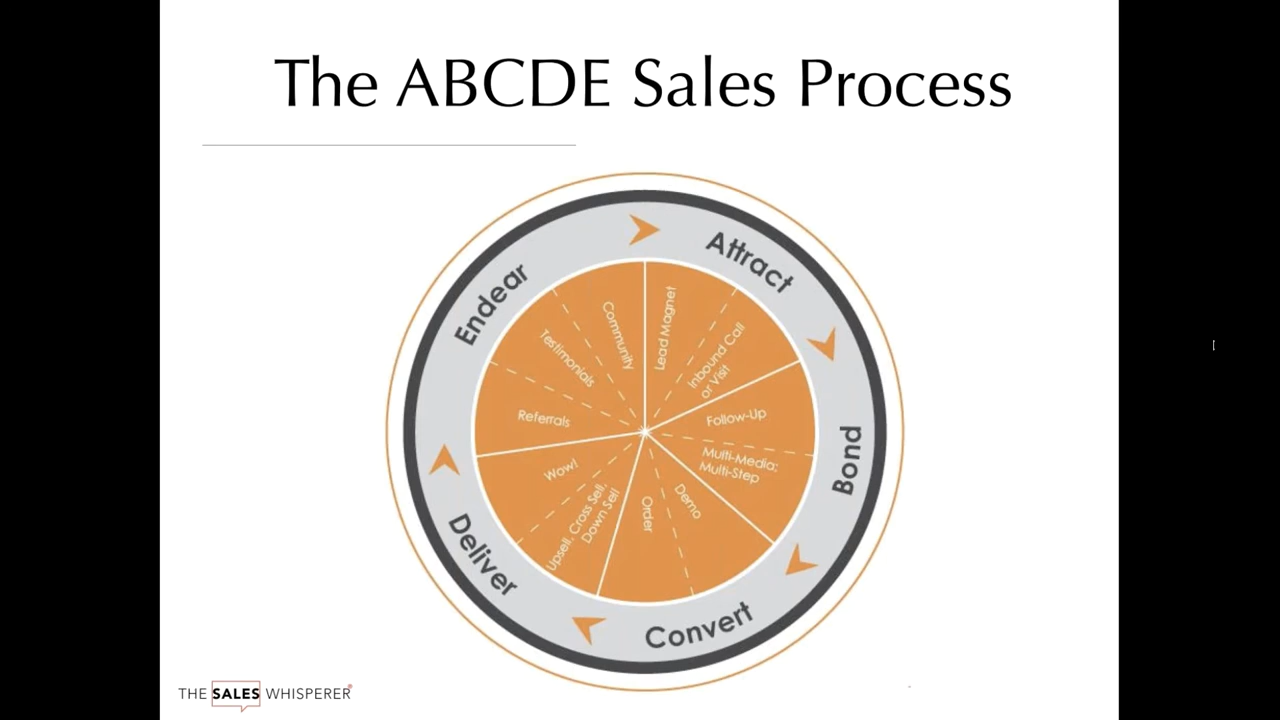 The ABCDE Sales Process
Attract
Lead Magnet
Inbound Call
or Visit
Bond
Follow-Up
Multi-Media;
Multi-Step
Convert
Demo
Order
Deliver
Upsell, Cross Sell,
Down Sell
Wow!
Endear
Referrals
Testimonials
Community
THE SALES WHISPERER®